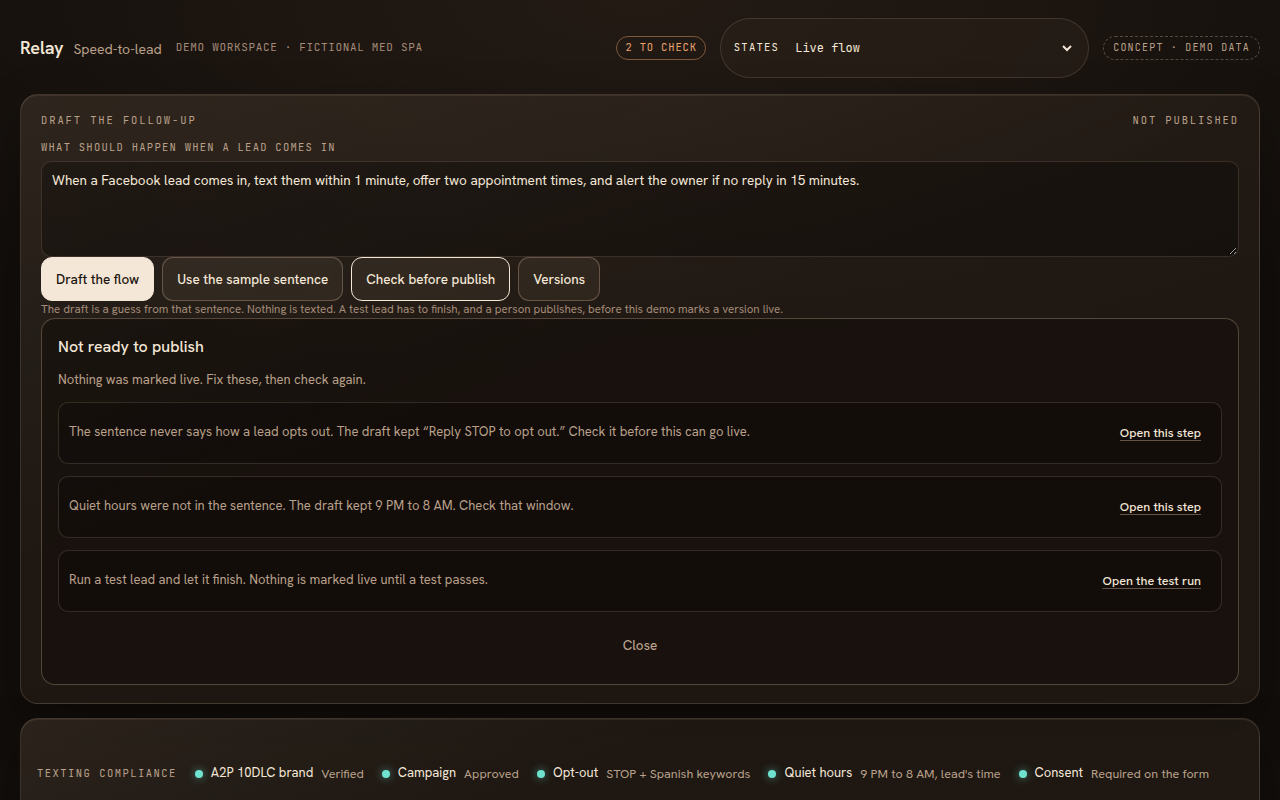 Relay Speed-to-lead DEMO WORKSPACE · FICTIONAL MED SPA 2 TO CHECK STATES Live flow CONCEPT · DEMO DATA
DRAFT THE FOLLOW-UP NOT PUBLISHED
WHAT SHOULD HAPPEN WHEN A LEAD COMES IN
When a Facebook lead comes in, text them within 1 minute, offer two appointment times, and alert the owner if no reply in 15 minutes.
Draft the flow Use the sample sentence Check before publish Versions
The draft is a guess from that sentence. Nothing is texted. A test lead has to finish, and a person publishes, before this demo marks a version live.
Not ready to publish
Nothing was marked live. Fix these, then check again.
The sentence never says how a lead opts out. The draft kept “Reply STOP to opt out.” Check it before this can go live. Open this step
Quiet hours were not in the sentence. The draft kept 9 PM to 8 AM. Check that window. Open this step
Run a test lead and let it finish. Nothing is marked live until a test passes. Open the test run
Close
TEXTING COMPLIANCE A2P 10DLC brand Verified Campaign Approved Opt-out STOP + Spanish keywords Quiet hours 9 PM to 8 AM, lead's time Consent Required on the form